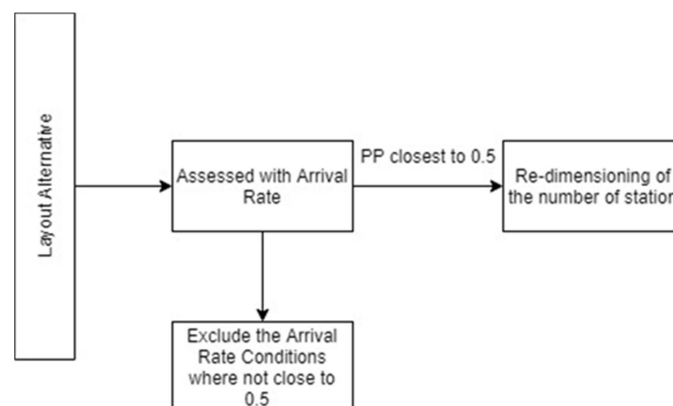 Layout Alternative
Assessed with Arrival
Rate
PP closest to 0.5
Re-dimensioning of
the number of station
Exclude the Arrival
Rate Conditions
where not close to
0.5